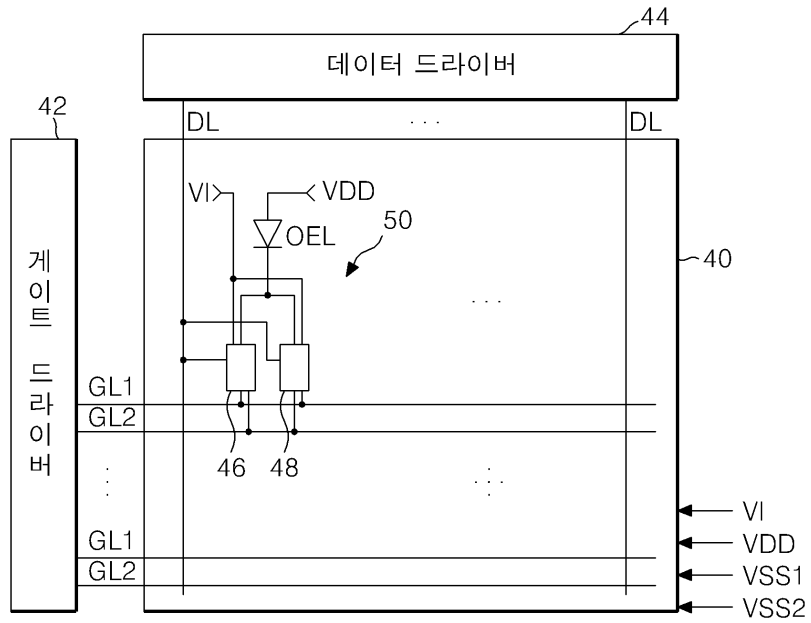 44
데이터 드라이버
42
DL
...
DL
VI
VDD
OEL
50
40
게이트 드라이버
...
GL1
GL2
46
48
GL1
GL2
VI
VDD
VSS1
VSS2